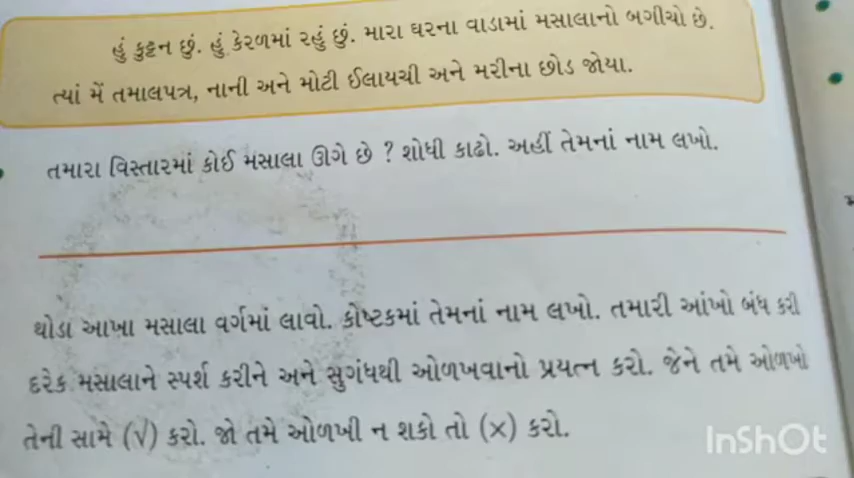 હું કુટ્ટન છું. હું કેરળમાં રહું છું. મારા ઘરના વાડામાં મસાલાનો બગીચો છે.
ત્યાં મેં તમાલપત્ર, નાની અને મોટી ઈલાયચી અને મરીના છોડ જોયા.
તમારા વિસ્તારમાં કોઈ મસાલા ઊગે છે ? શોધી કાઢો. અહીં તેમનાં નામ લખો.
થોડા આખા મસાલા વર્ગમાં લાવો. કોષ્ટકમાં તેમનાં નામ લખો. તમારી આંખો બંધ કરી
દરેક મસાલાને સ્પર્શ કરીને અને સુગંધથી ઓળખવાનો પ્રયત્ન કરો. જેને તમે ઓળખો
તેની સામે (√) કરો. જો તમે ઓળખી ન શકો તો (×) કરો.
InShOt